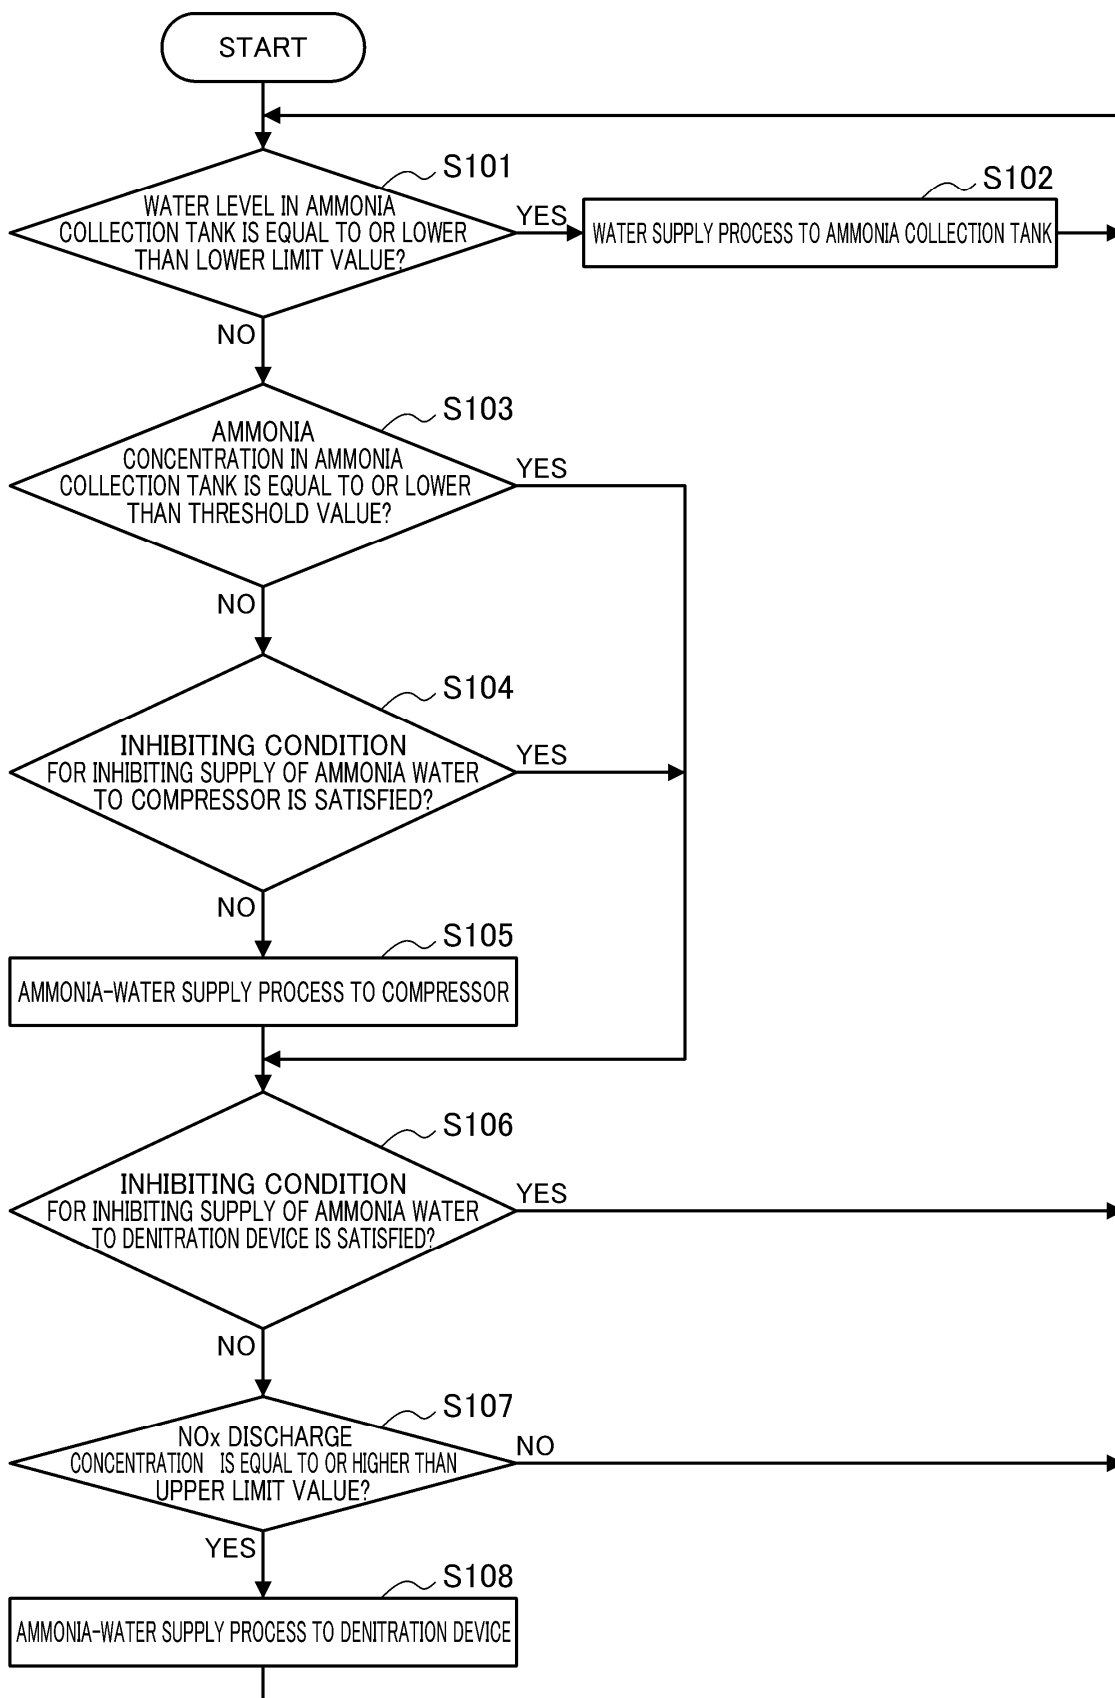 START
S101
WATER LEVEL IN AMMONIA
COLLECTION TANK IS EQUAL TO OR LOWER
THAN LOWER LIMIT VALUE?
YES
S102
WATER SUPPLY PROCESS TO AMMONIA COLLECTION TANK
NO
S103
AMMONIA
CONCENTRATION IN AMMONIA
COLLECTION TANK IS EQUAL TO OR LOWER
THAN THRESHOLD VALUE?
YES
NO
S104
INHIBITING CONDITION
FOR INHIBITING SUPPLY OF AMMONIA WATER
TO COMPRESSOR IS SATISFIED?
YES
NO
S105
AMMONIA-WATER SUPPLY PROCESS TO COMPRESSOR
S106
INHIBITING CONDITION
FOR INHIBITING SUPPLY OF AMMONIA WATER
TO DENITRATION DEVICE IS SATISFIED?
YES
NO
S107
NOx DISCHARGE
CONCENTRATION IS EQUAL TO OR HIGHER THAN
UPPER LIMIT VALUE?
NO
YES
S108
AMMONIA-WATER SUPPLY PROCESS TO DENITRATION DEVICE